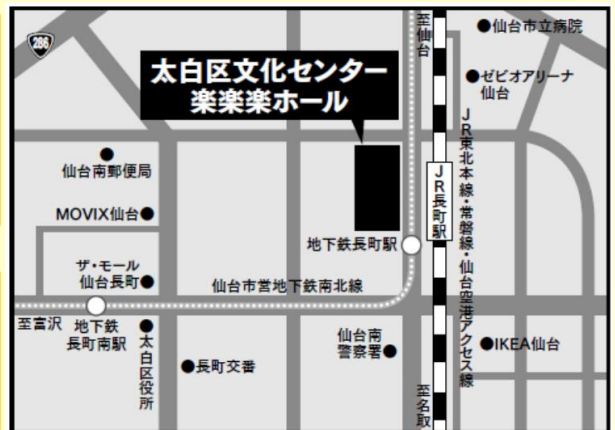 286
太白区文化センター
楽楽楽ホール
至仙台
仙台市立病院
ゼビオアリーナ
仙台
仙台南郵便局
MOVIX仙台
JR長町駅
JR東北本線・常磐線・仙台空港アクセス線
地下鉄長町駅
ザ・モール
仙台長町
仙台市営地下鉄南北線
至富沢
地下鉄
長町南駅
太白区役所
長町交番
仙台南
警察署
IKEA仙台
至名取